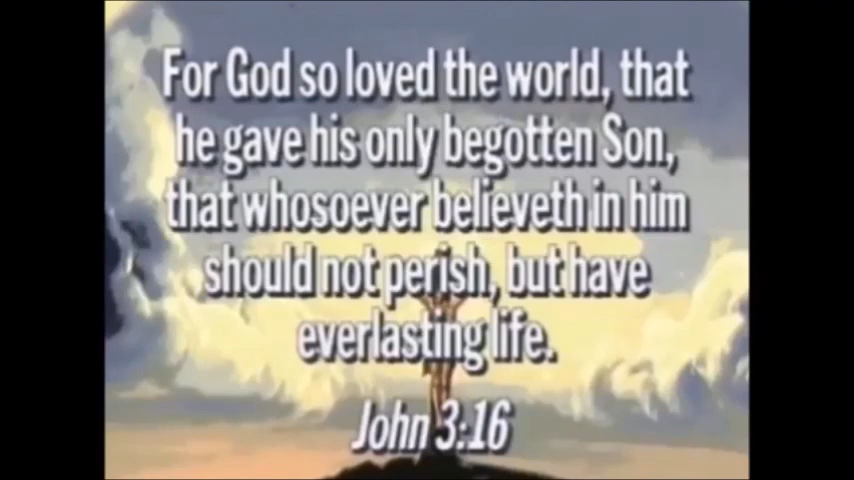 For God so loved the world, that
he gave his only begotten Son,
that whosoever believeth in him
should not perish, but have
everlasting life.
John 3:16